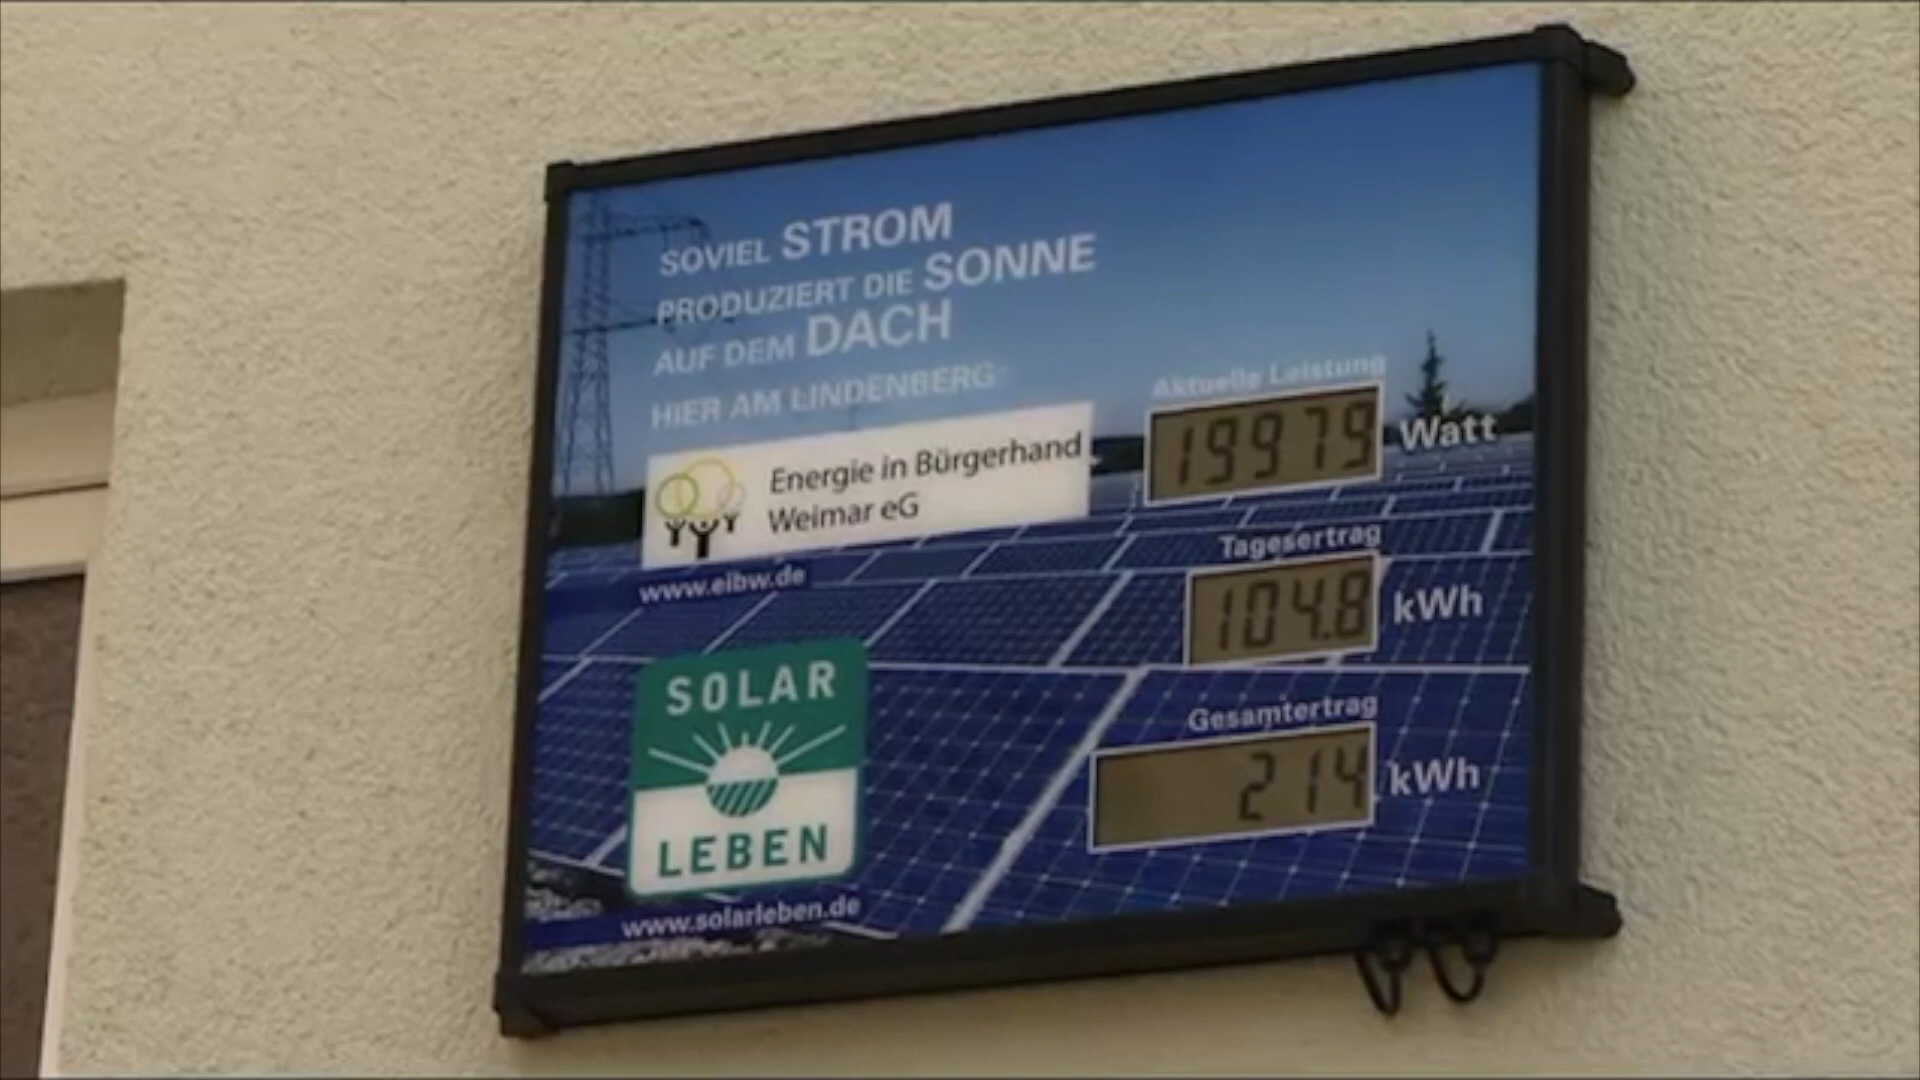 SOVIEL STROM
PRODUZIERT DIE SONNE
AUF DEM DACH
HIER AM LINDENBERG:
Aktuelle Leistung
19979 Watt
Energie in Bürgerhand
Weimar eG
www.eibw.de
Tagesertrag
104.8 kWh
SOLAR
LEBEN
Gesamtertrag
214 kWh
www.solarleben.de